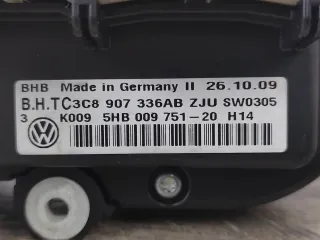 BHB Made in Germany II 26.10.09
B.H.T.C 3C8 907 336AB ZJU SW0305
3 K009 5HB 009 751-20 H14